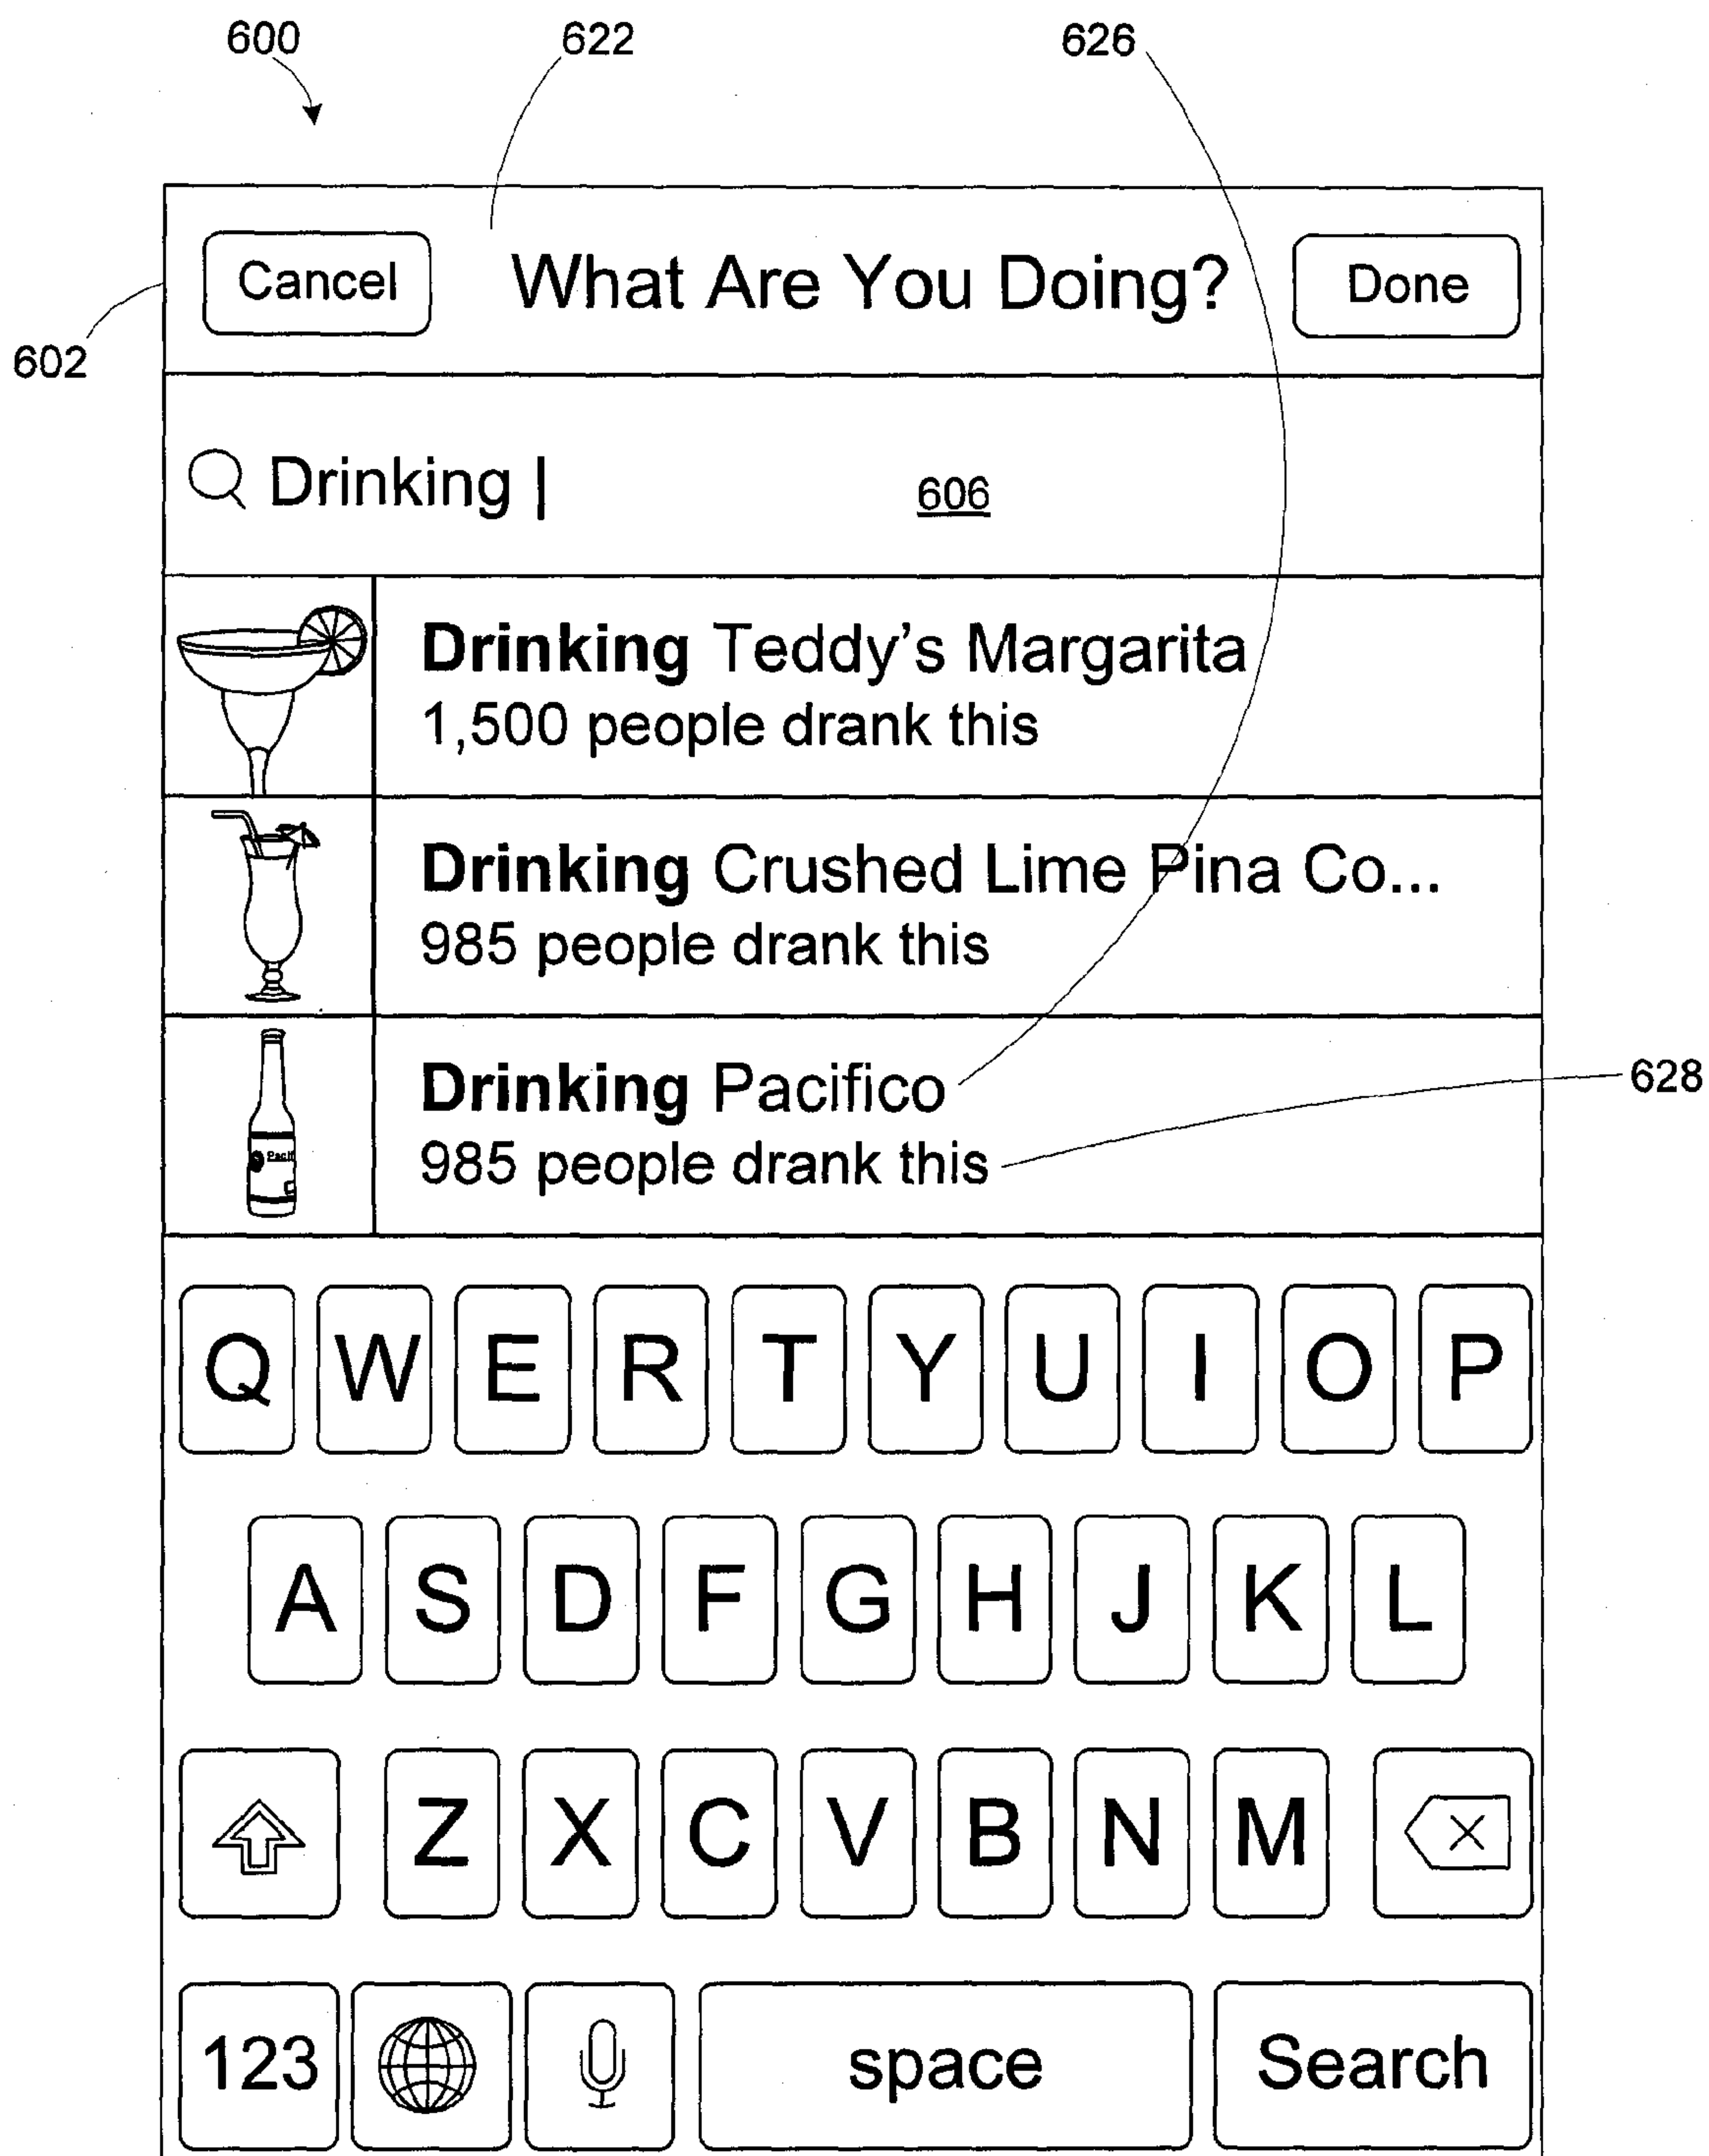 600 622 626
Cancel What Are You Doing? Done
602
Drinking 606
Drinking Teddy's Margarita
1,500 people drank this
Drinking Crushed Lime Pina Co...
985 people drank this
Drinking Pacifico
628
985 people drank this
Pacif
Q W E R T Y U I O P
A S D F G H J K L
Z X C V B N M
123 space Search